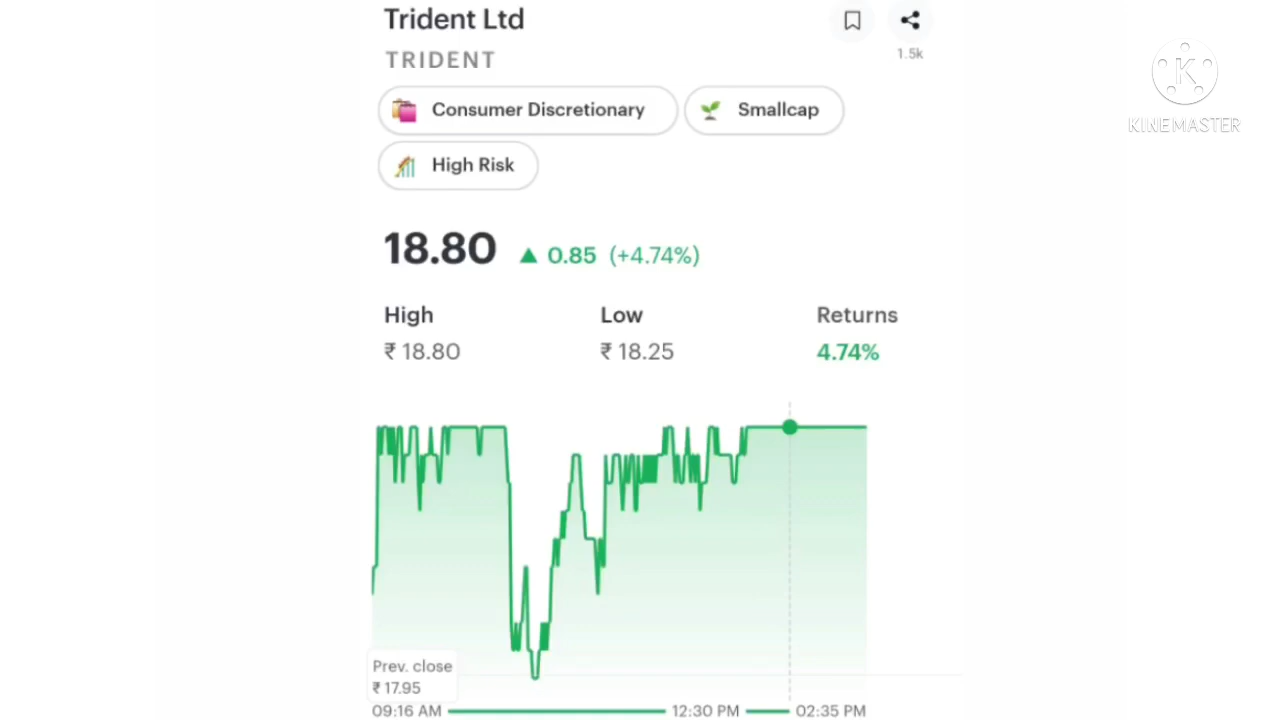 Trident Ltd
TRIDENT
1.5k
K
KINEMASTER
Consumer Discretionary
Smallcap
High Risk
18.80 ▲ 0.85 (+4.74%)
High Low Returns
₹ 18.80 ₹ 18.25 4.74%
Prev. close
₹ 17.95
09:16 AM 12:30 PM 02:35 PM